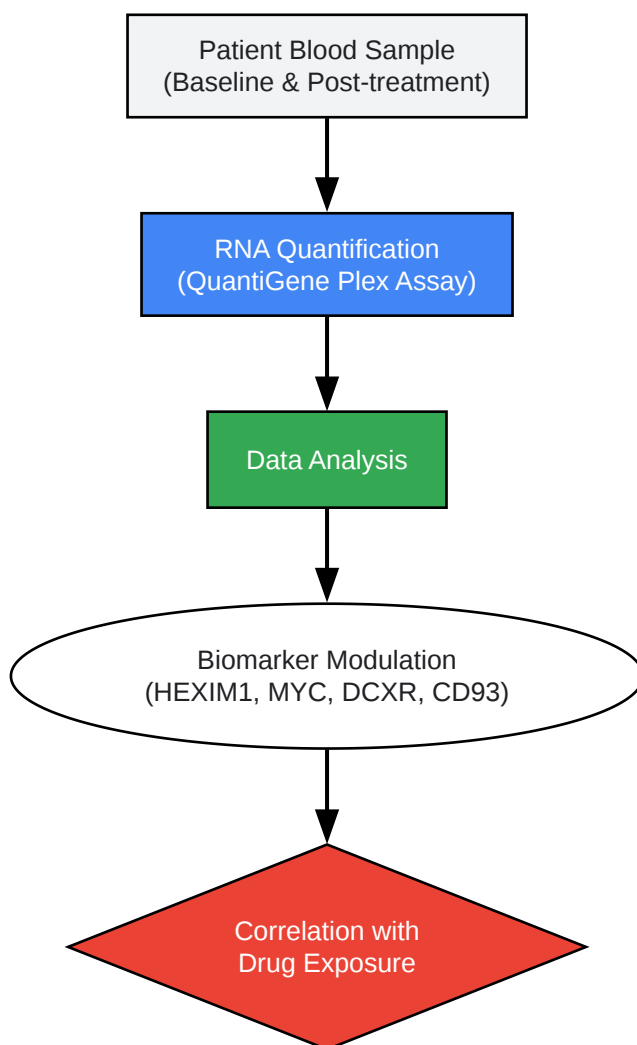 Patient Blood Sample
(Baseline & Post-treatment)
RNA Quantification
(QuantiGene Plex Assay)
Data Analysis
Biomarker Modulation
(HEXIM1, MYC, DCXR, CD93)
Correlation with
Drug Exposure